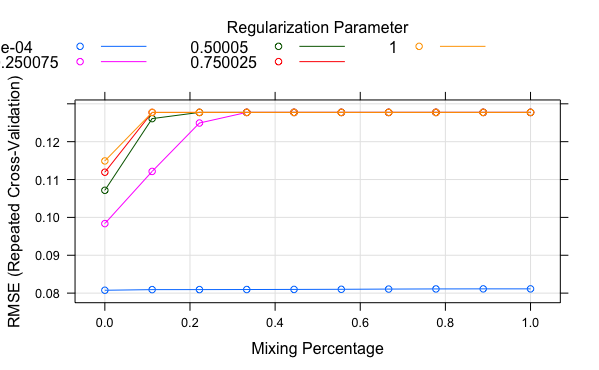 Regularization Parameter
e-04 0.50005 1
.250075 0.750025
RMSE (Repeated Cross-Validation)
0.12
0.11
0.10
0.09
0.08
0.0 0.2 0.4 0.6 0.8 1.0
Mixing Percentage